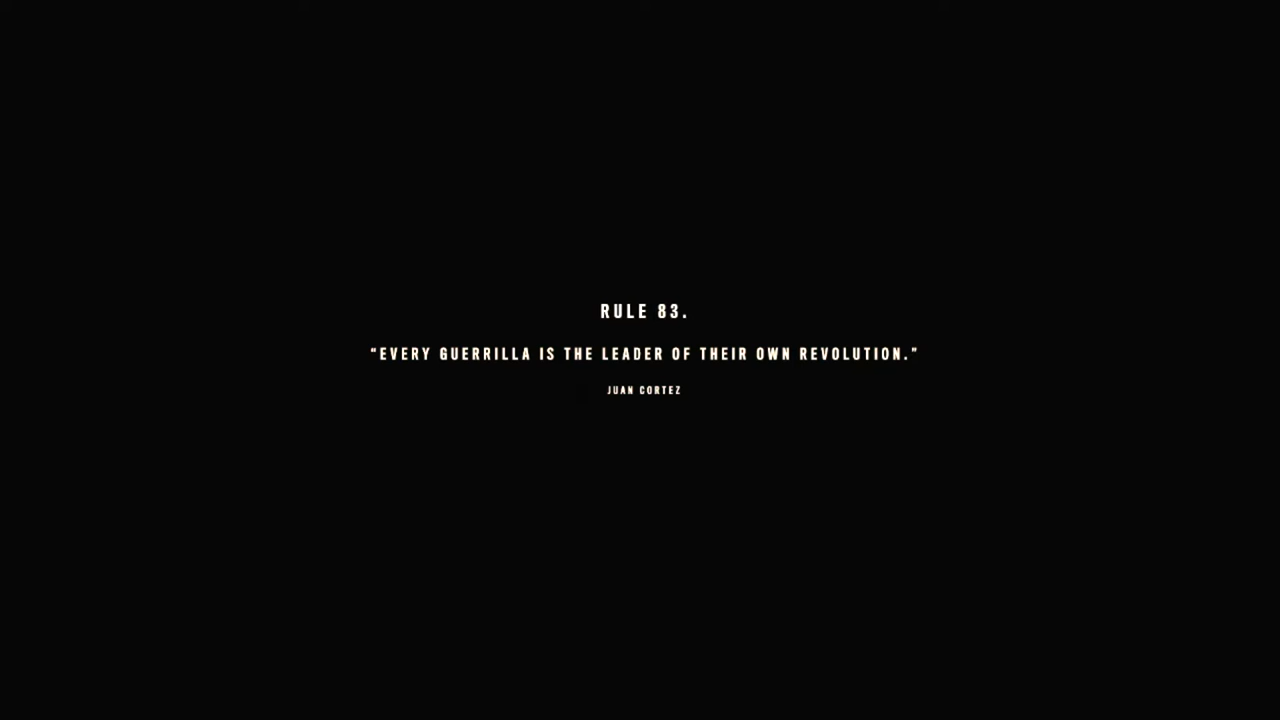 RULE 83.
“EVERY GUERRILLA IS THE LEADER OF THEIR OWN REVOLUTION.”
JUAN CORTEZ